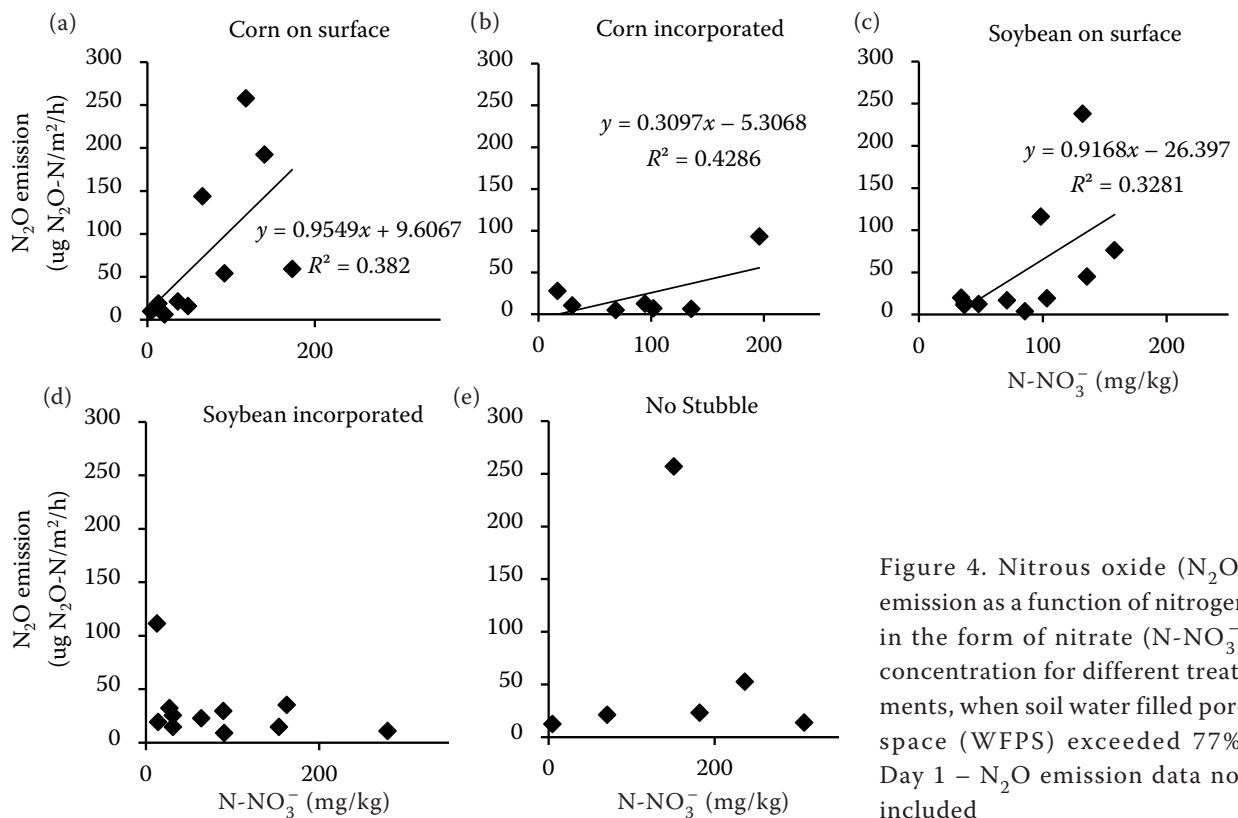 (a)
Corn on surface
N₂O emission
(ug N₂O-N/m²/h)
300
250
200
150
100
50
0
y = 0.9549x + 9.6067
R² = 0.382
0
200
(b)
Corn incorporated
300
250
200
150
100
50
0
y = 0.3097x – 5.3068
R² = 0.4286
0
100
200
(c)
Soybean on surface
300
250
200
150
100
50
0
y = 0.9168x – 26.397
R² = 0.3281
0
100
200
N-NO₃⁻ (mg/kg)
(d)
Soybean incorporated
N₂O emission
(ug N₂O-N/m²/h)
300
250
200
150
100
50
0
0
200
N-NO₃⁻ (mg/kg)
(e)
No Stubble
300
250
200
150
100
50
0
0
200
N-NO₃⁻ (mg/kg)
Figure 4. Nitrous oxide (N₂O
emission as a function of nitrogen
in the form of nitrate (N-NO₃⁻
concentration for different treat
ments, when soil water filled por
space (WFPS) exceeded 77%
Day 1 – N₂O emission data no
included